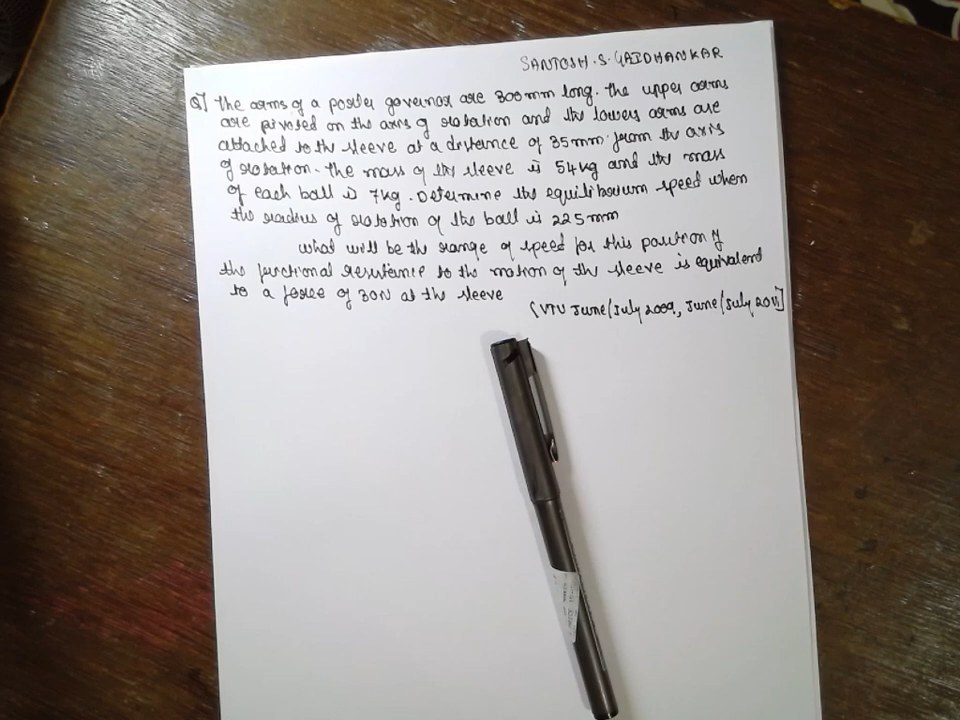 SANTOSH.S.GAIDHANKAR
Q] The arms of a porter governor are 300mm long. the upper arms
are pivoted on the axis of rotation and the lowers arms are
attached to the sleeve at a distance of 35mm from the axis
of rotation. the mass of the sleeve is 54kg and the mass
of each ball is 7kg. Determine the equilibrium speed when
the radius of rotation of the ball is 225mm
what will be the range of speed for this position if
the frictional resistance to the motion of the sleeve is equivalent
to a force of 30N at the sleeve
[VTU June/July 2009, June/July 2011]